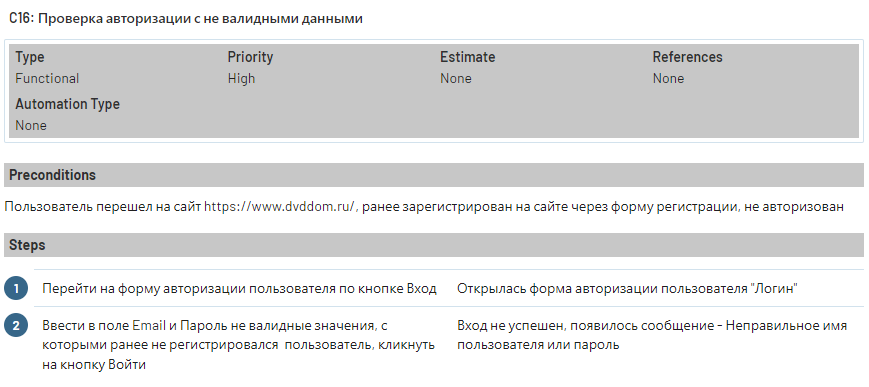 C16: Проверка авторизации с не валидными данными
Type Priority Estimate References
Functional High None None
Automation Type
None
Preconditions
Пользователь перешел на сайт https://www.dvddom.ru/, ранее зарегистрирован на сайте через форму регистрации, не авторизован
Steps
1 Перейти на форму авторизации пользователя по кнопке Вход
Открылась форма авторизации пользователя "Логин"
2 Ввести в поле Email и Пароль не валидные значения, с
которыми ранее не регистрировался пользователь, кликнуть
на кнопку Войти
Вход не успешен, появилось сообщение - Неправильное имя
пользователя или пароль